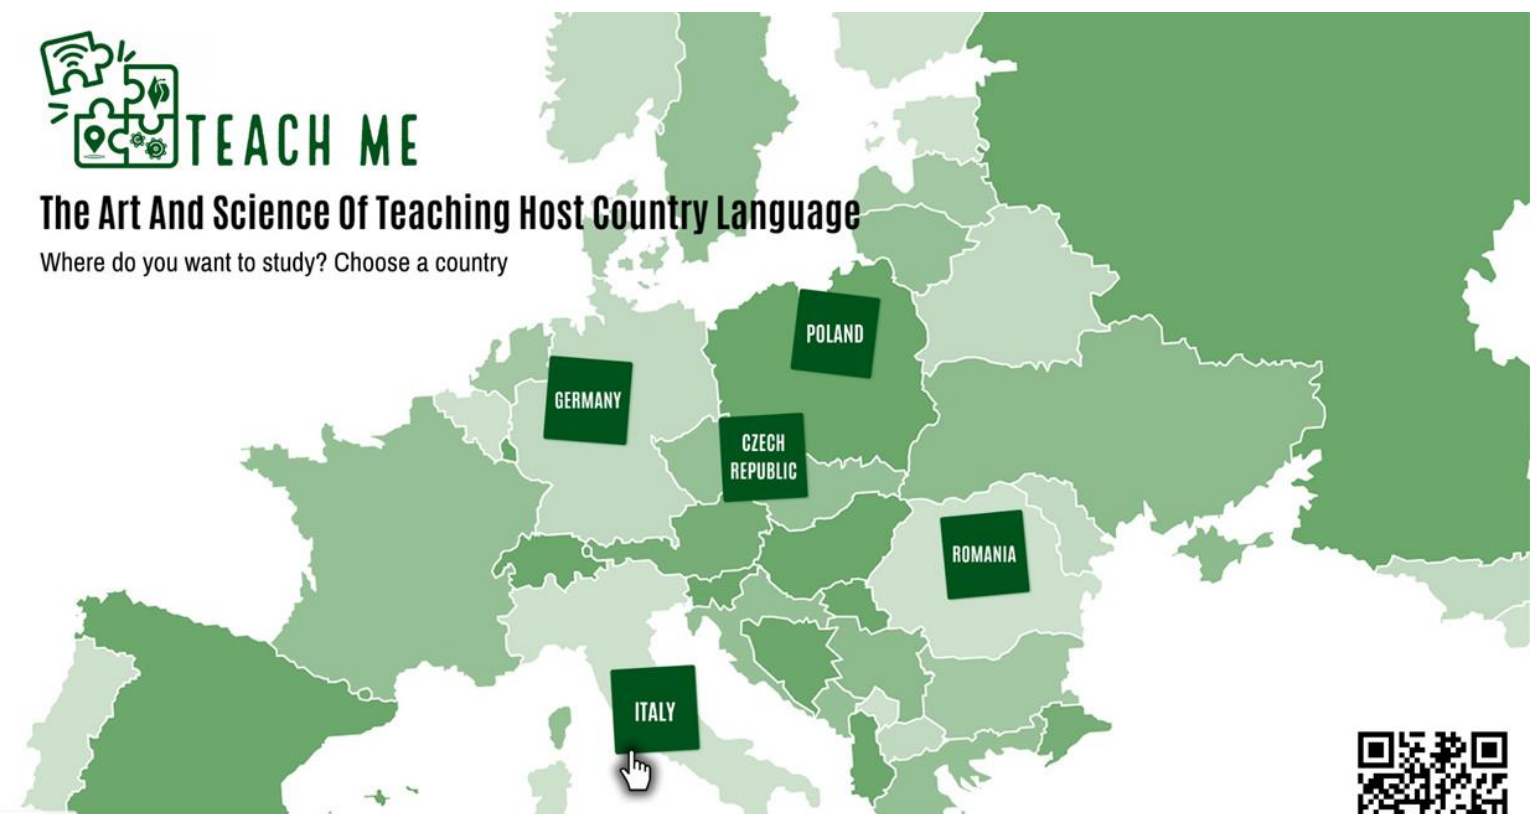 TEACH ME
The Art And Science Of Teaching Host Country Language
Where do you want to study? Choose a country
POLAND
GERMANY
CZECH
REPUBLIC
ROMANIA
ITALY